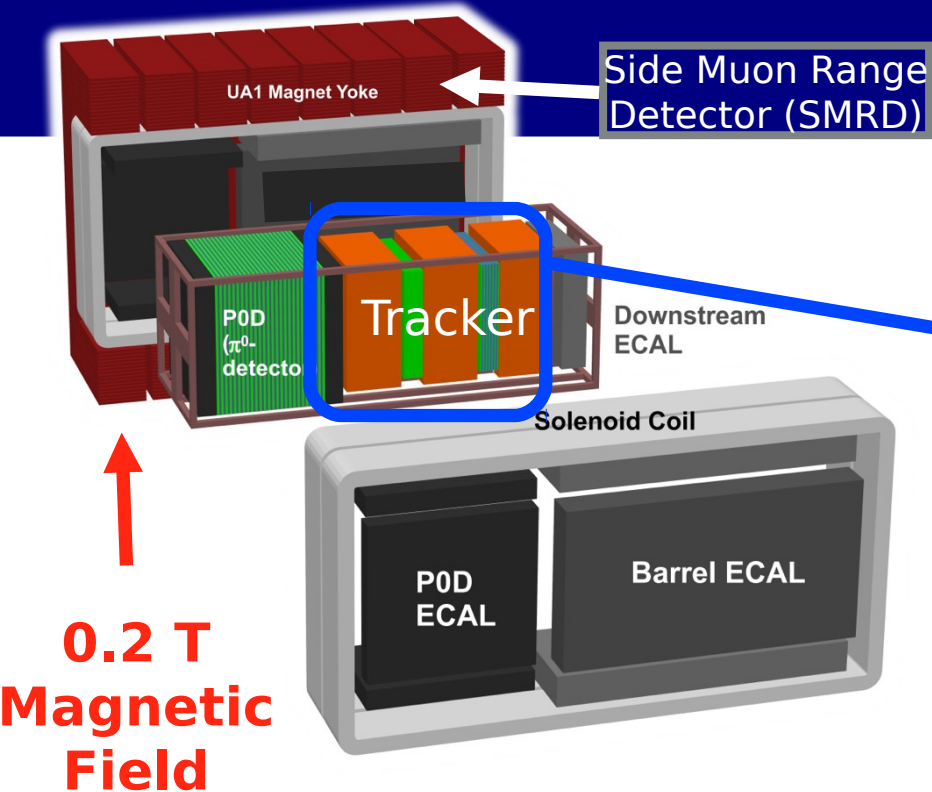 UA1 Magnet Yoke
Side Muon Range
Detector (SMRD)
P0D
(π⁰-
detector
Tracker
Downstream
ECAL
Solenoid Coil
P0D
ECAL
Barrel ECAL
0.2 T
Magnetic
Field